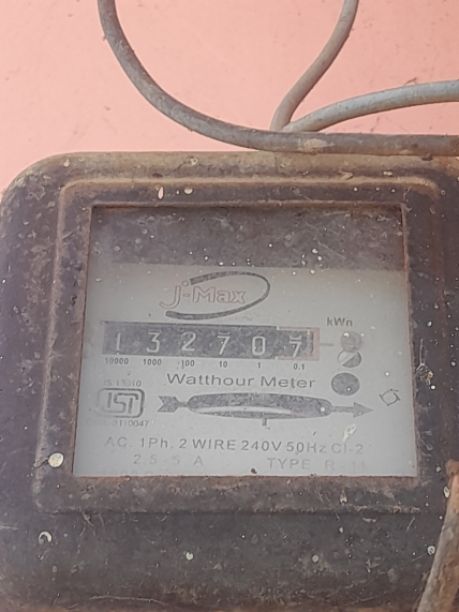 J-Max
kWh
1 3 2 7 0 7
10000 1000 100 10 1 0.1
Watthour Meter
ISI
AC. 1Ph. 2 WIRE 240V 50Hz Cl-2
2.5-5 A TYPE